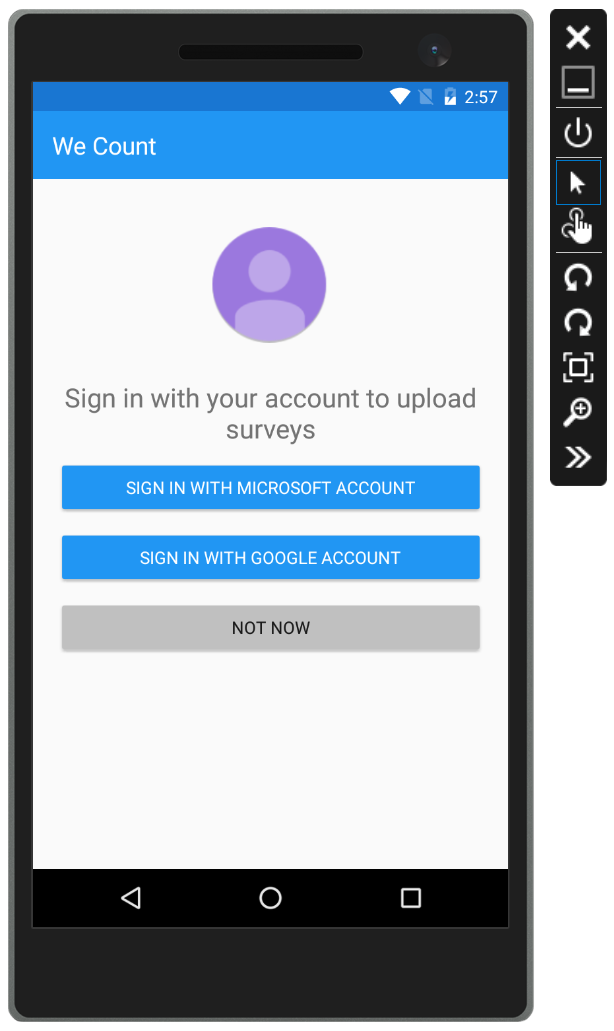 2:57
We Count
Sign in with your account to upload
surveys
SIGN IN WITH MICROSOFT ACCOUNT
SIGN IN WITH GOOGLE ACCOUNT
NOT NOW